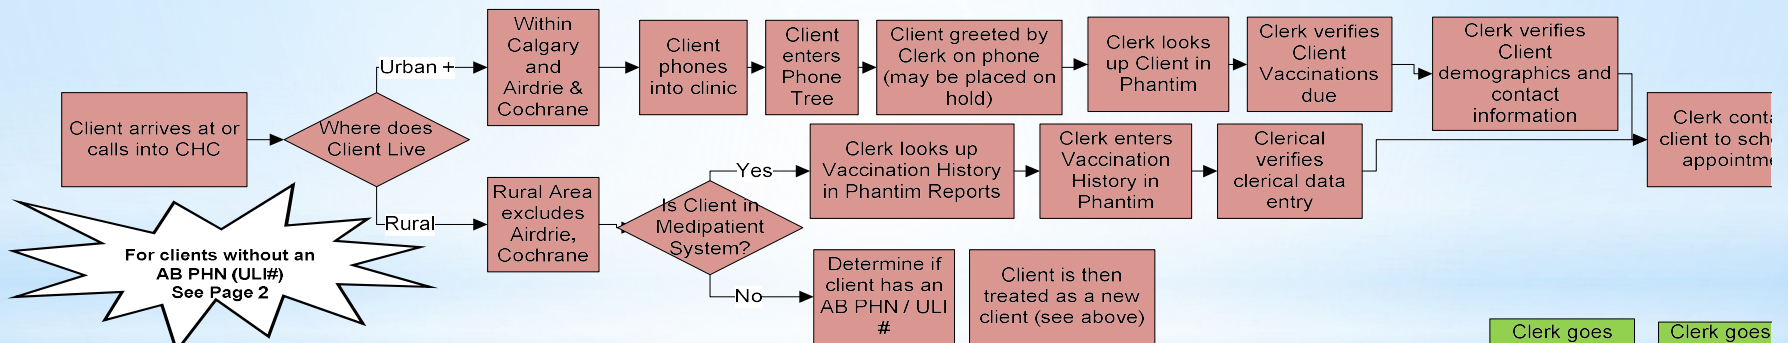 Client arrives at or
calls into CHC
Where does
Client Live
Urban +
Within
Calgary
and
Airdrie &
Cochrane
Client
phones
into clinic
Client
enters
Phone
Tree
Client greeted by
Clerk on phone
(may be placed on
hold)
Clerk looks
up Client in
Phantim
Clerk verifies
Client
Vaccinations
due
Clerk verifies
Client
demographics and
contact
information
Rural
Rural Area
excludes
Airdrie,
Cochrane
Is Client in
Medipatient
System?
Yes
Clerk looks up
Vaccination History
in Phantim Reports
Clerk enters
Vaccination
History in
Phantim
Clerical
verifies
clerical data
entry
Clerk
client to
No
Determine if
client has an
AB PHN / ULI
#
Client is then
treated as a new
client (see above)
For clients without an
AB PHN (ULI#)
See Page 2
Clerk goes
Clerk goes